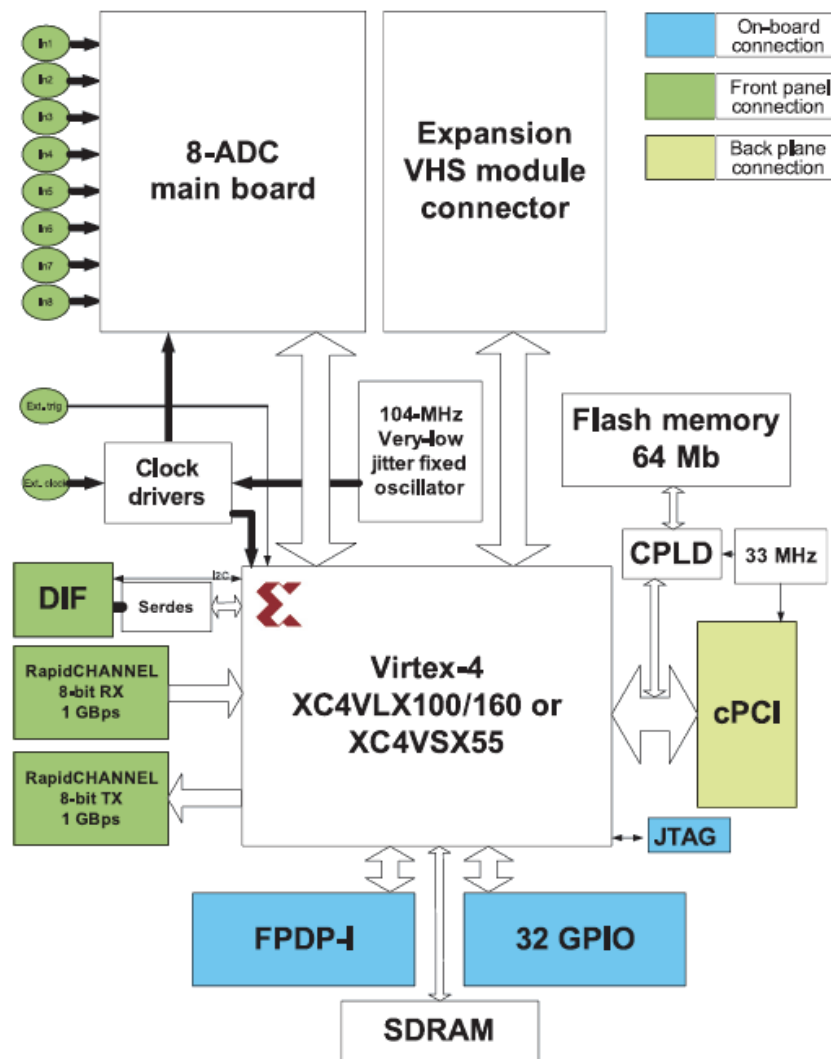 In1
In2
In3
In4
In5
In6
In7
In8
8-ADC
main board
Expansion
VHS module
connector
On-board
connection
Front panel
connection
Back plane
connection
Ext. trig
Ext. clock
Clock
drivers
104-MHz
Very-low
jitter fixed
oscillator
Flash memory
64 Mb
CPLD
33 MHz
DIF
I2C
Serdes
RapidCHANNEL
8-bit RX
1 GBps
RapidCHANNEL
8-bit TX
1 GBps
Virtex-4
XC4VLX100/160 or
XC4VSX55
cPCI
JTAG
FPDP-I
32 GPIO
SDRAM